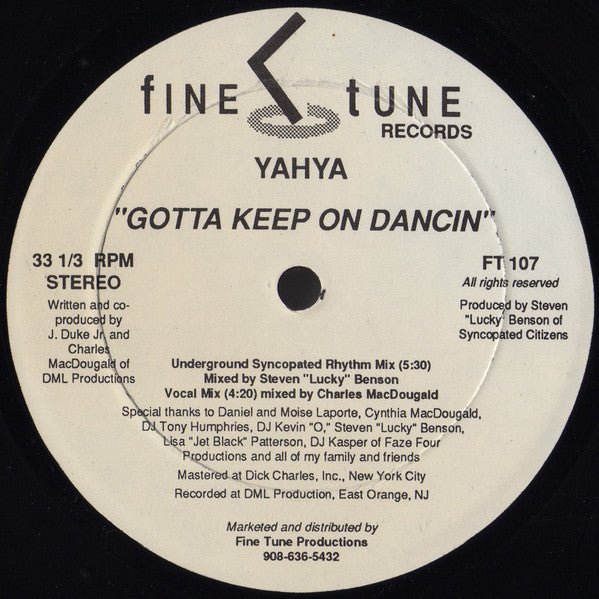 fine tune
RECORDS
YAHYA
"GOTTA KEEP ON DANCIN"
33 1/3 RPM
STEREO
Written and co-
produced by
J. Duke Jr. and
Charles
MacDougald of
DML Productions
FT 107
All rights reserved
Produced by Steven
"Lucky" Benson of
Syncopated Citizens
Underground Syncopated Rhythm Mix (5:30)
Mixed by Steven "Lucky" Benson
Vocal Mix (4:20) mixed by Charles MacDougald
Special thanks to Daniel and Moise Laporte, Cynthia MacDougald,
DJ Tony Humphries, DJ Kevin "O," Steven "Lucky" Benson,
Lisa "Jet Black" Patterson, DJ Kasper of Faze Four
Productions and all of my family and friends
Mastered at Dick Charles, Inc., New York City
Recorded at DML Production, East Orange, NJ
Marketed and distributed by
Fine Tune Productions
908-636-5432